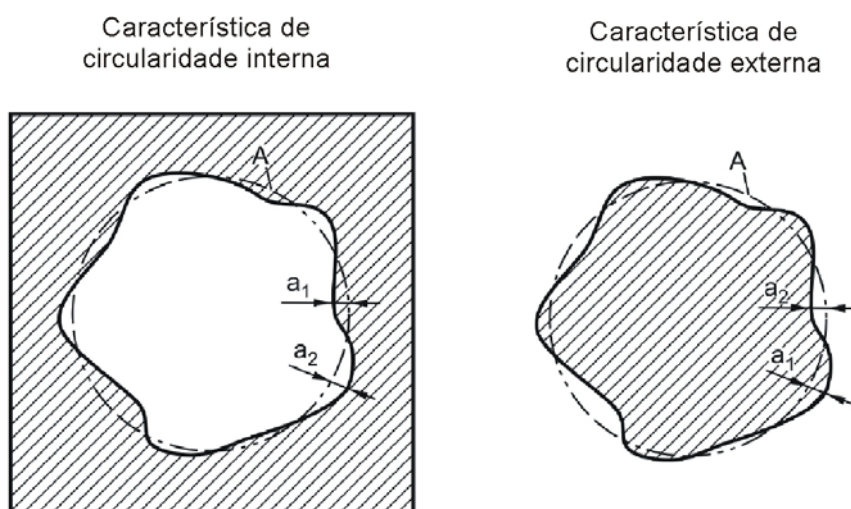 Característica de
circularidade interna
Característica de
circularidade externa
A
a1
a2
A
a2
a1